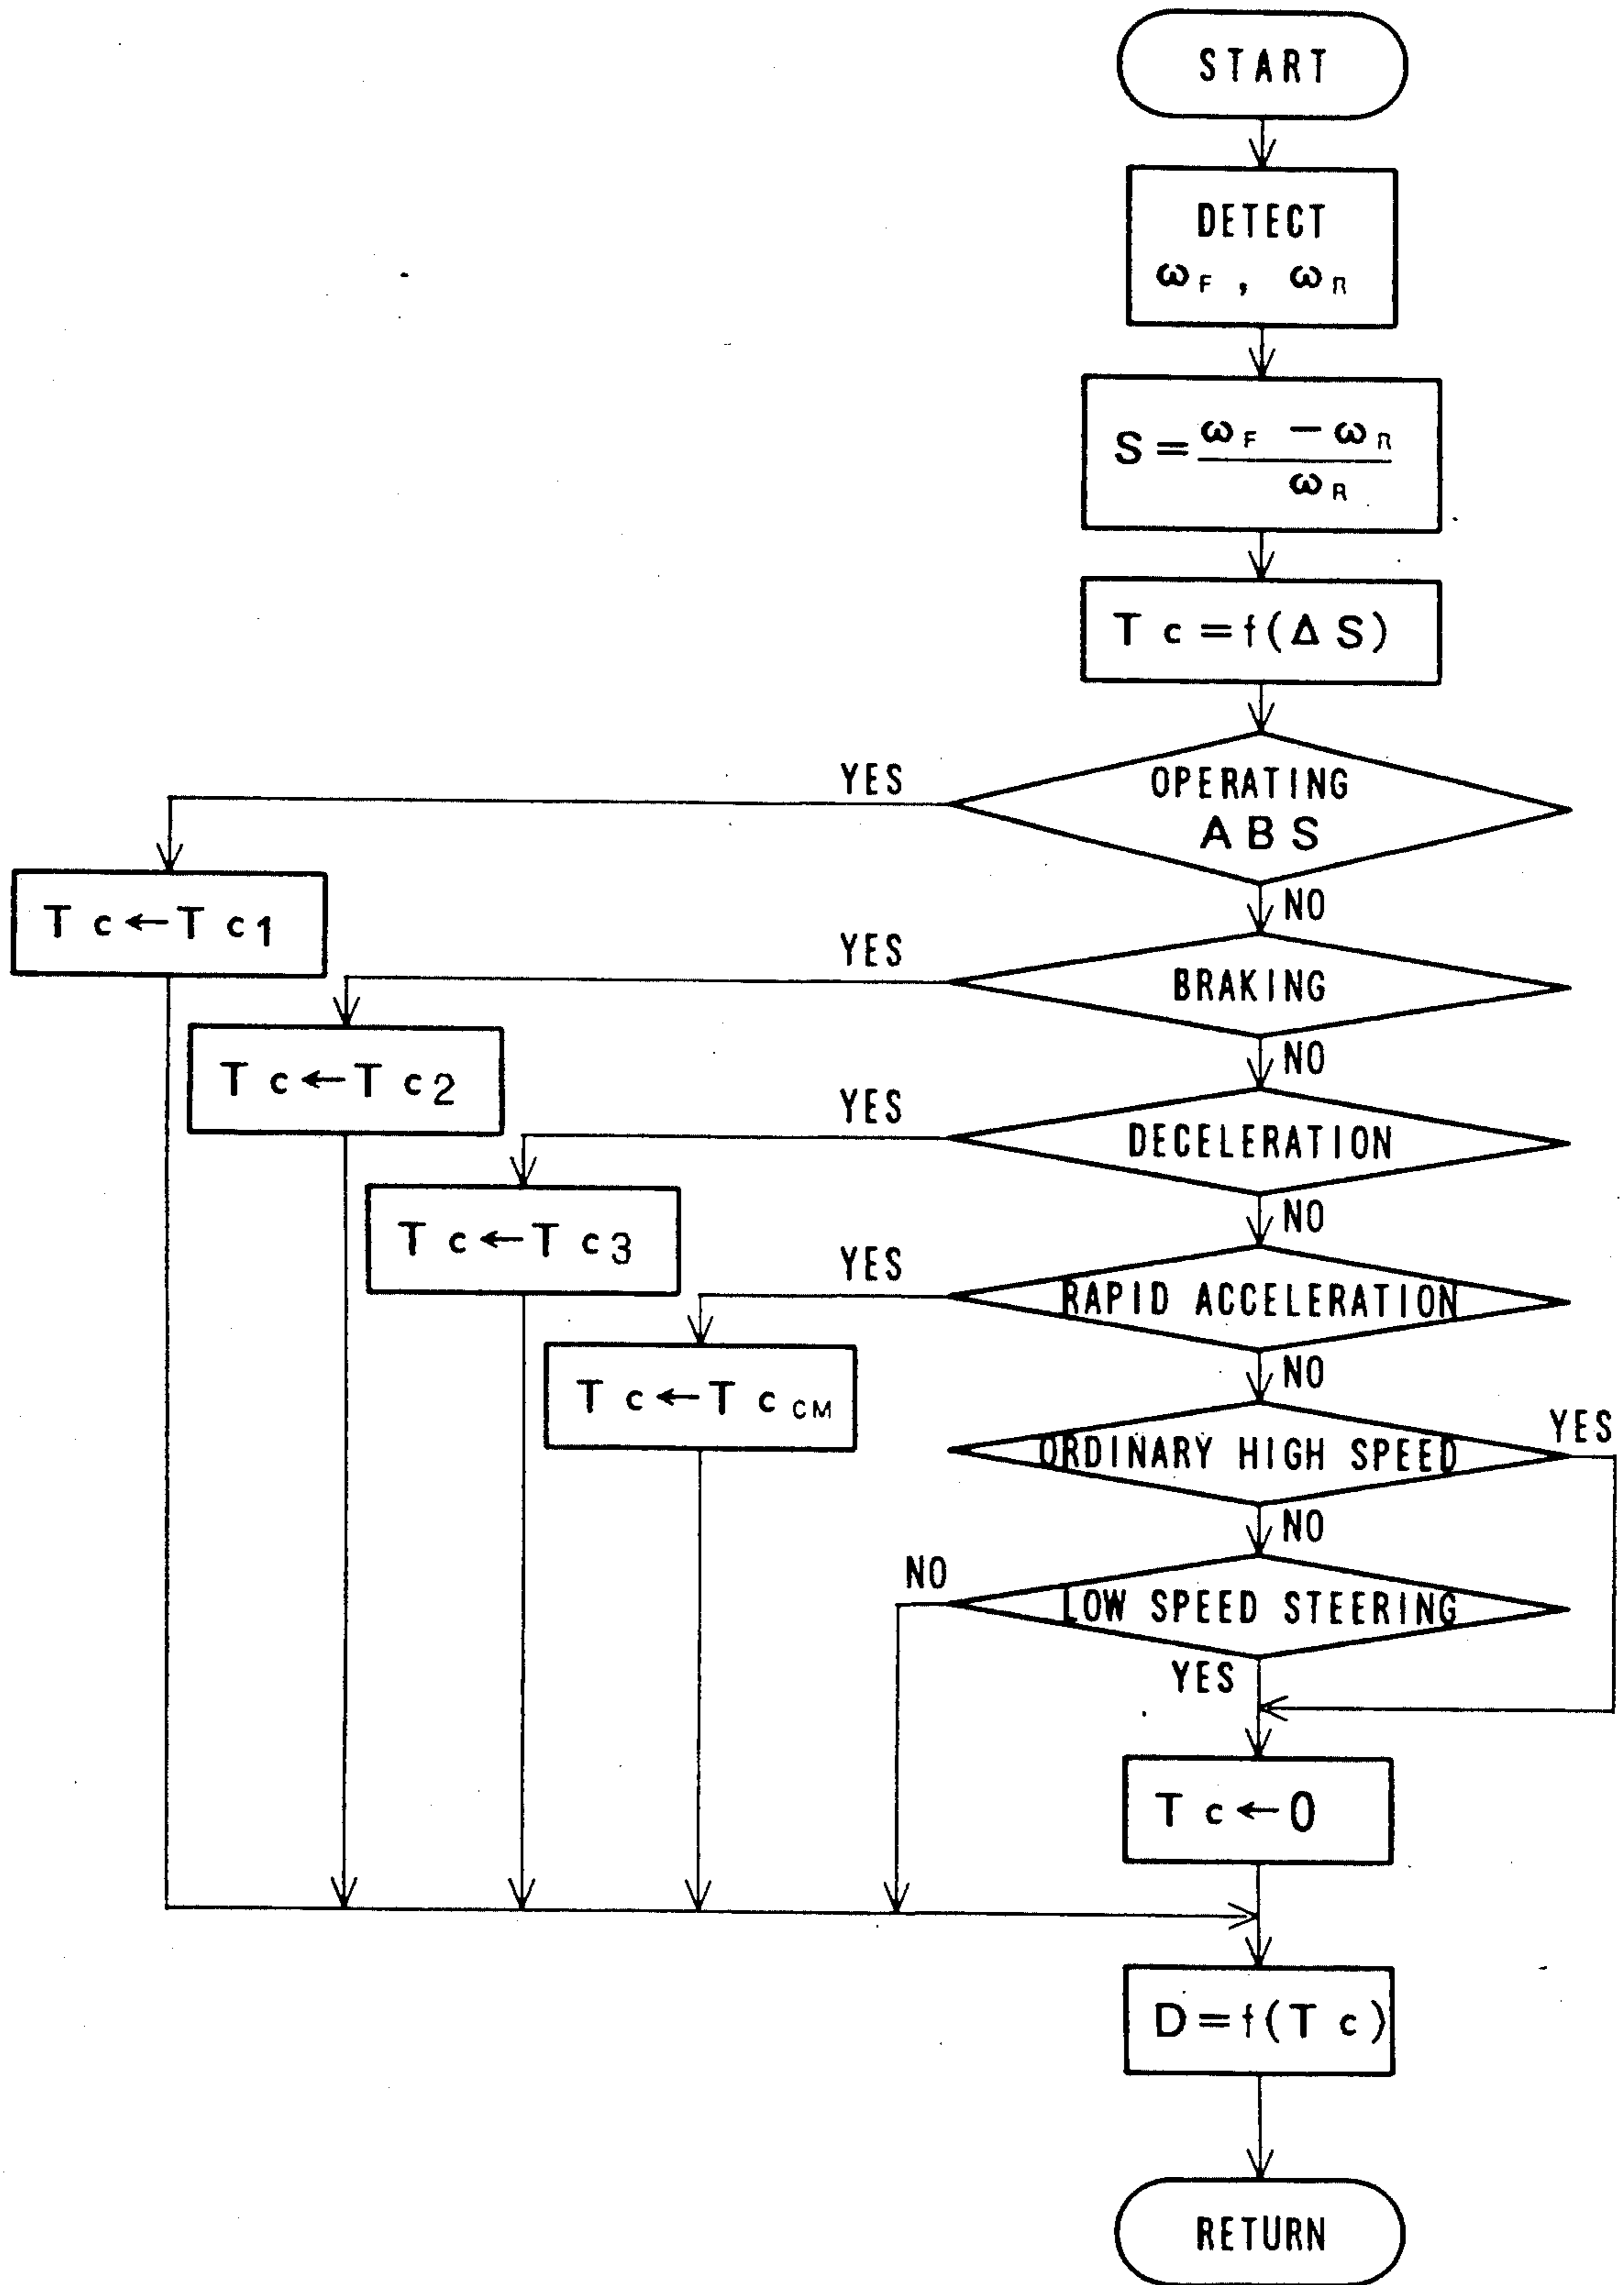 START
DETECT
ωF , ωR
S = ωF − ωR / ωR
Tc = f(ΔS)
OPERATING
ABS
YES
NO
Tc ← Tc1
BRAKING
YES
NO
Tc ← Tc2
DECELERATION
YES
NO
Tc ← Tc3
RAPID ACCELERATION
YES
NO
Tc ← TcCM
ORDINARY HIGH SPEED
YES
NO
LOW SPEED STEERING
NO
YES
Tc ← 0
D = f(Tc)
RETURN